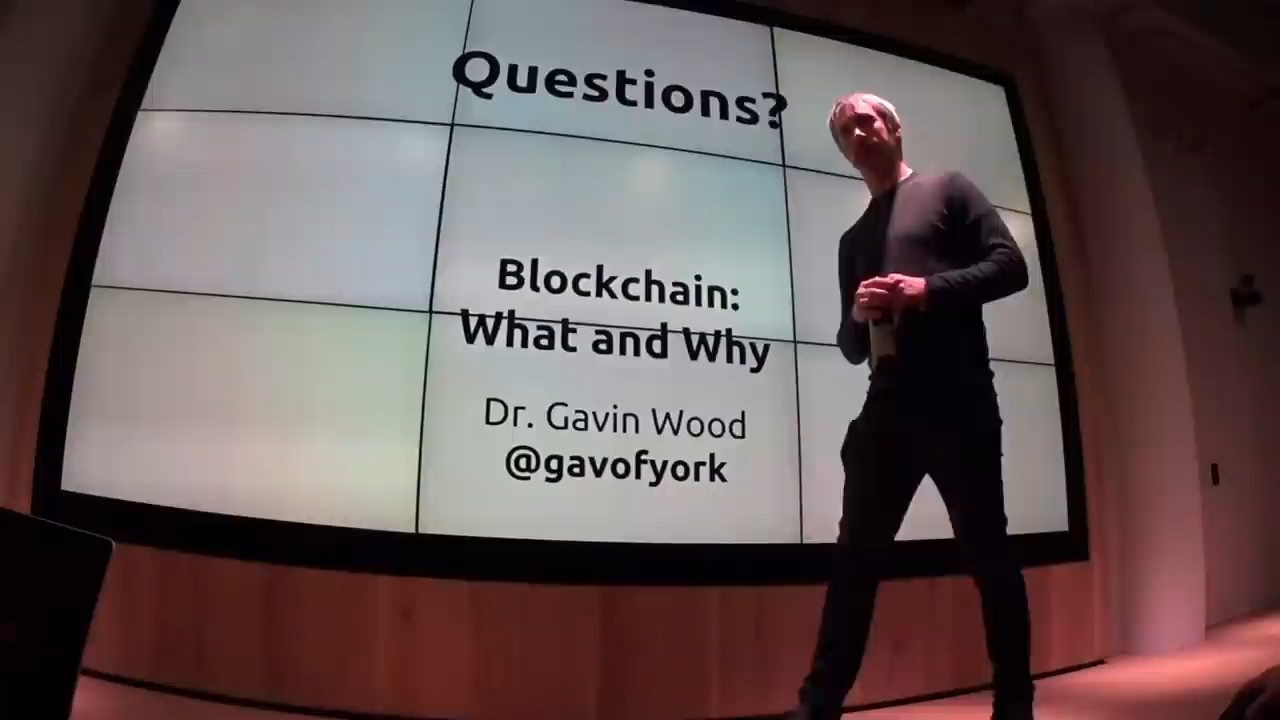 Questions?
Blockchain:
What and Why
Dr. Gavin Wood
@gavofyork